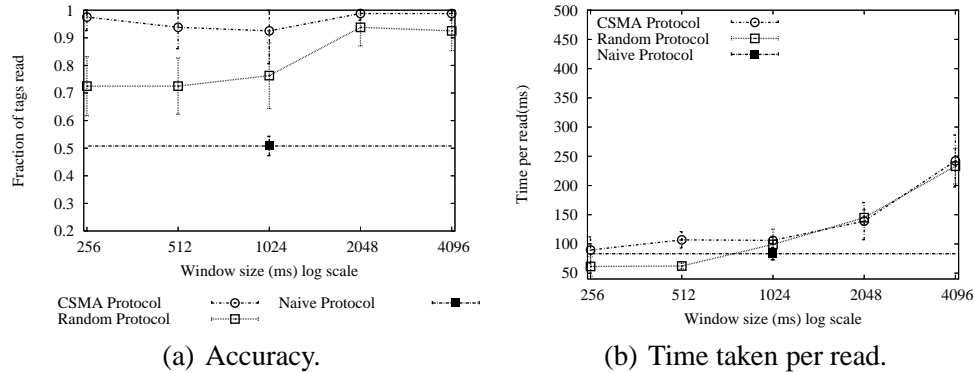 1
0.9
0.8
0.7
0.6
0.5
0.4
0.3
0.2
Fraction of tags read
256 512 1024 2048 4096
Window size (ms) log scale
CSMA Protocol
Random Protocol
Naive Protocol
(a) Accuracy.
500
450
400
350
300
250
200
150
100
50
Time per read(ms)
CSMA Protocol
Random Protocol
Naive Protocol
256 512 1024 2048 4096
Window size (ms) log scale
(b) Time taken per read.